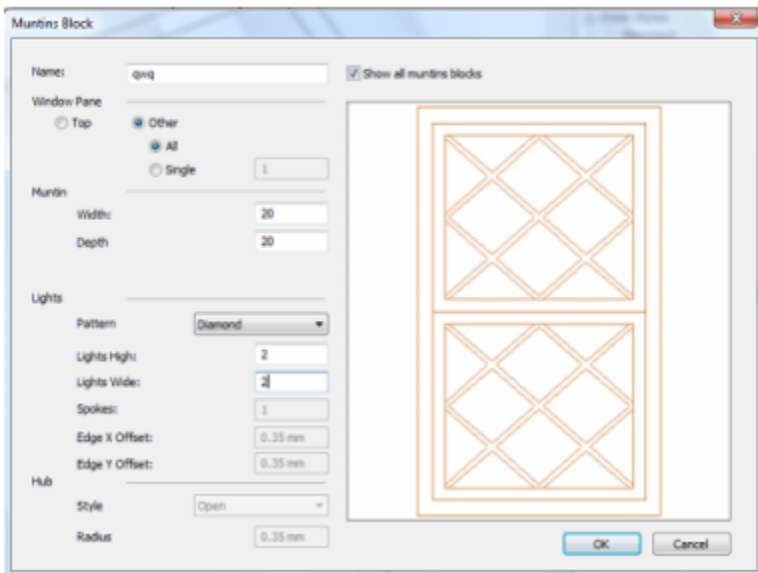 Muntins Block
Name: qwq
Show all muntins blocks
Window Pane
Top Other
All
Single 1
Muntin
Width: 20
Depth 20
Lights
Pattern Diamond
Lights High: 2
Lights Wide: 2
Spokes: 1
Edge X Offset: 0.35 mm
Edge Y Offset: 0.35 mm
Hub
Style Open
Radius 0.35 mm
OK Cancel